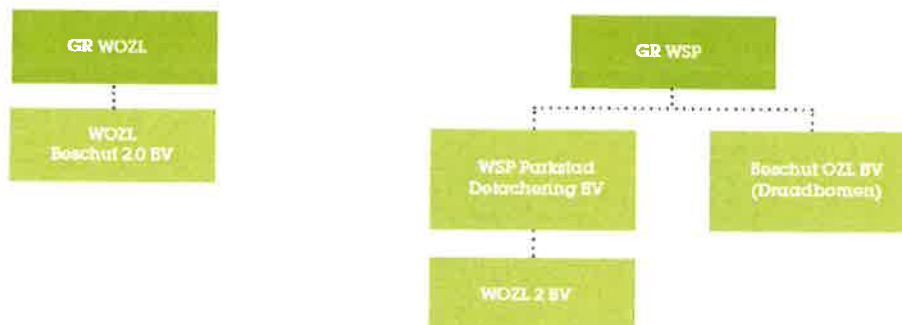 GR WOZL
WOZL
Beschut 2.0 BV
GR WSP
WSP Parkstad
Detachering BV
Beschut OZL BV
(Draadbomen)
WOZL 2 BV